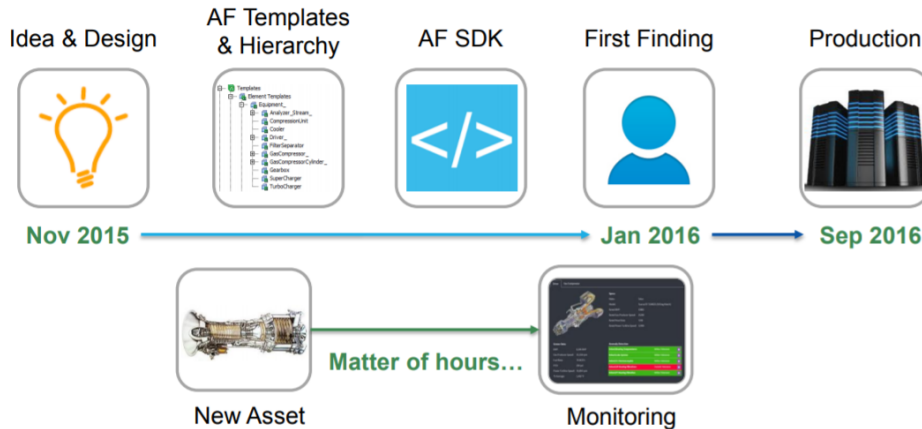 Idea & Design
AF Templates
& Hierarchy
AF SDK
First Finding
Production
Templates
Element Templates
Equipment_
Analyzer_Stream_
CompressionUnit
Cooler
Driver_
FilterSeparator
GasCompressor_
GasCompressorCylinder_
Gearbox
SuperCharger
TurboCharger
</>
Nov 2015
Jan 2016
Sep 2016
Matter of hours…
New Asset
Monitoring